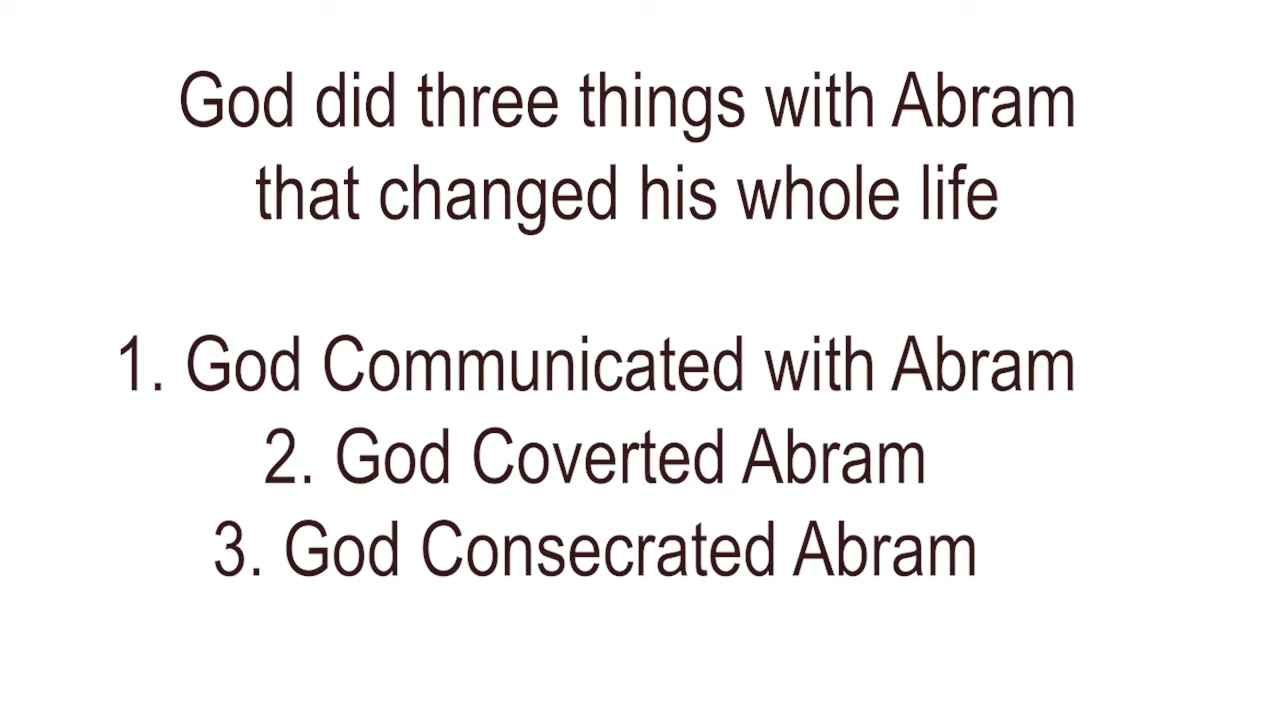 God did three things with Abram
that changed his whole life
1. God Communicated with Abram
2. God Coverted Abram
3. God Consecrated Abram